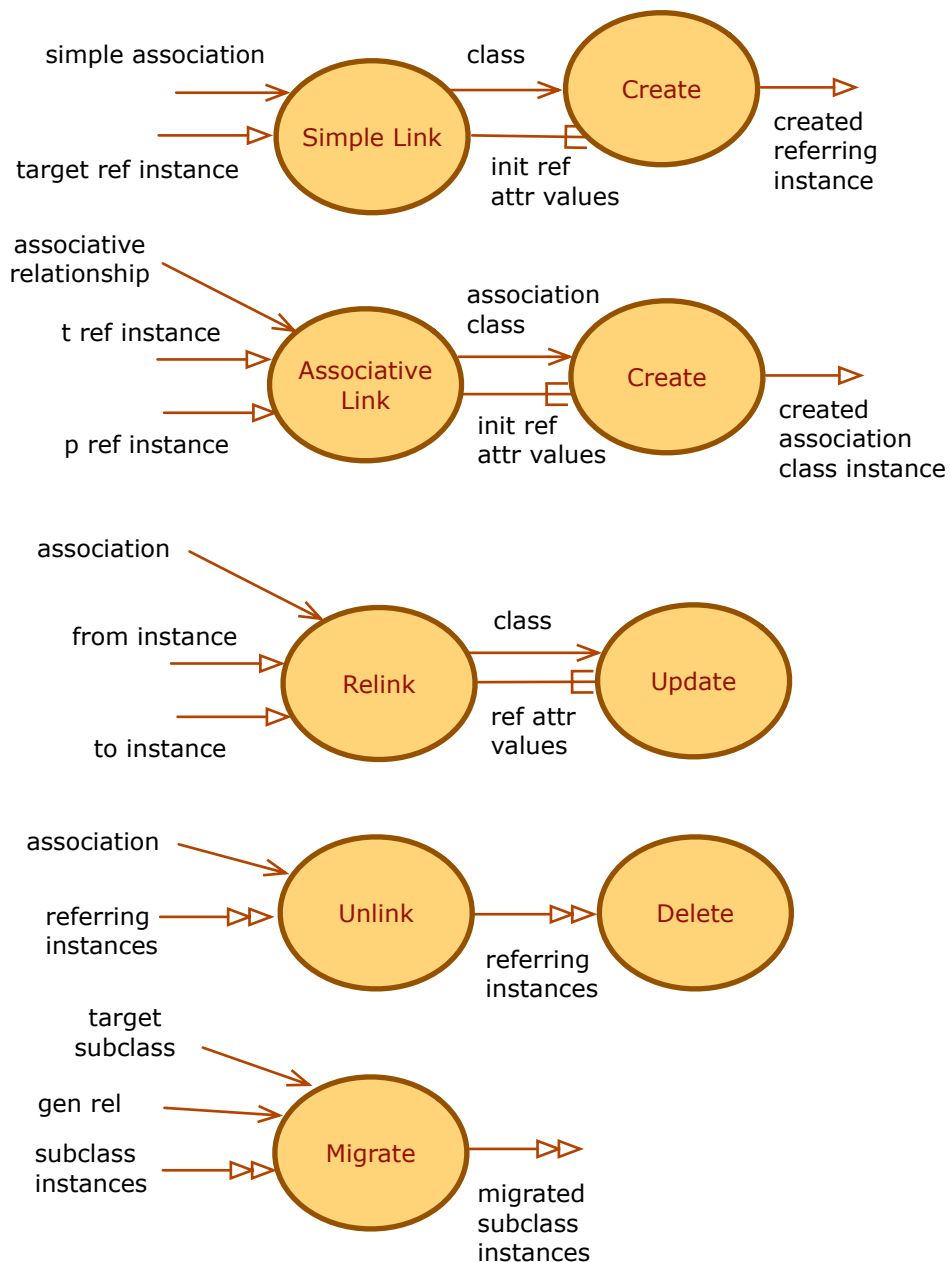 simple association
class
Create
Simple Link
target ref instance
init ref
attr values
created
referring
instance
associative
relationship
t ref instance
p ref instance
Associative
Link
association
class
init ref
attr values
Create
created
association
class instance
association
from instance
to instance
Relink
class
ref attr
values
Update
association
referring
instances
Unlink
referring
instances
Delete
target
subclass
gen rel
subclass
instances
Migrate
migrated
subclass
instances